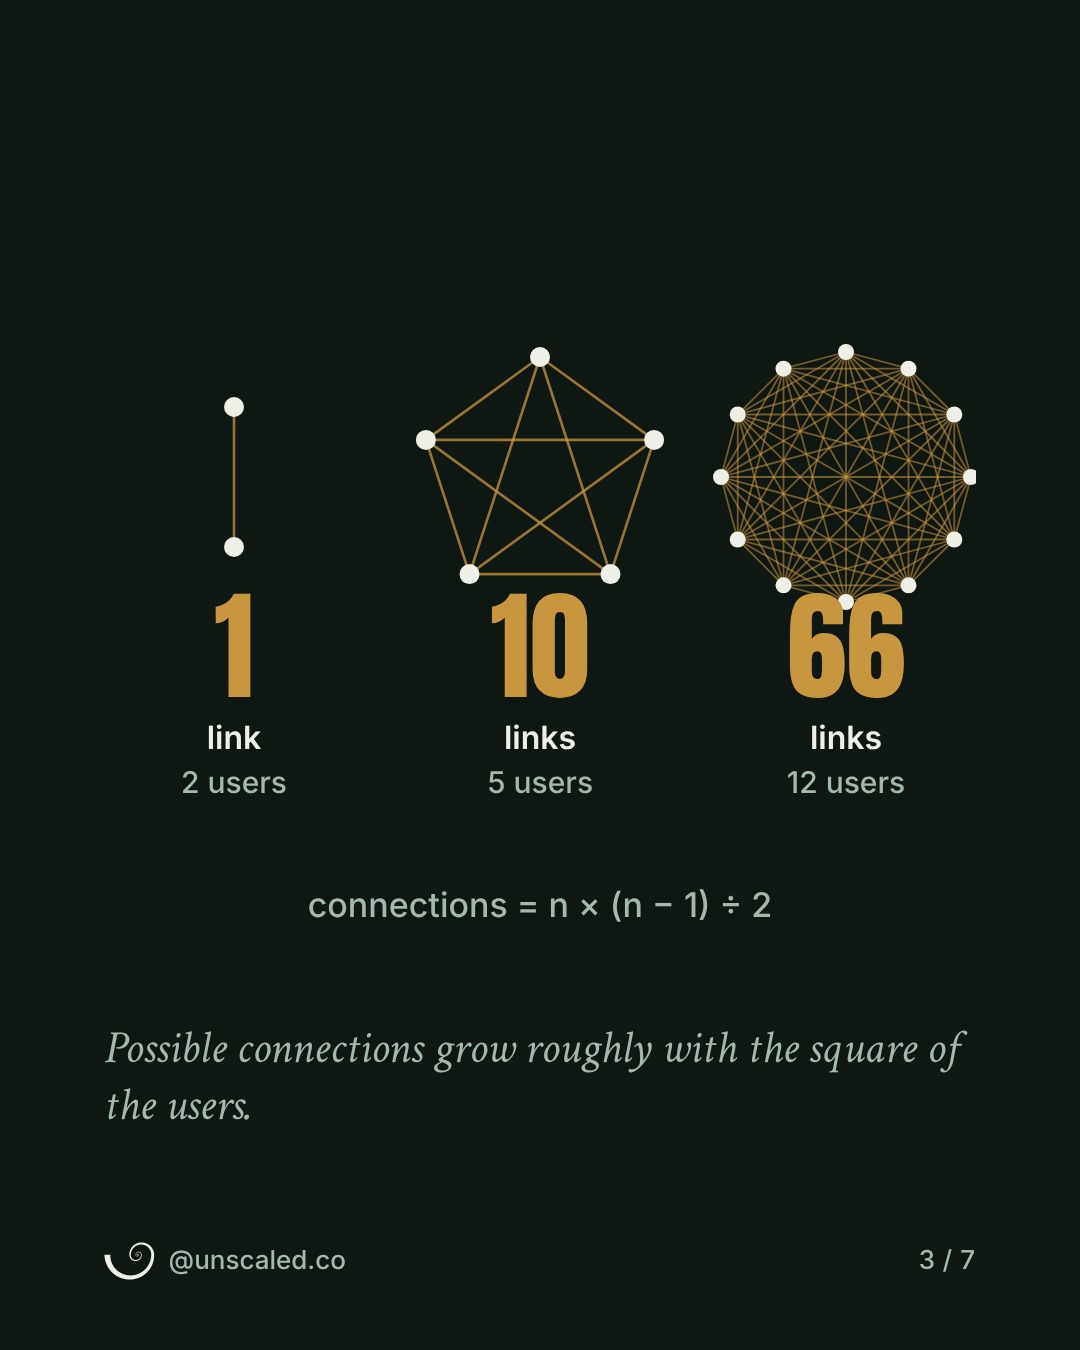 1 10 66
link links links
2 users 5 users 12 users
connections = n × (n − 1) ÷ 2
Possible connections grow roughly with the square of
the users.
@unscaled.co 3 / 7